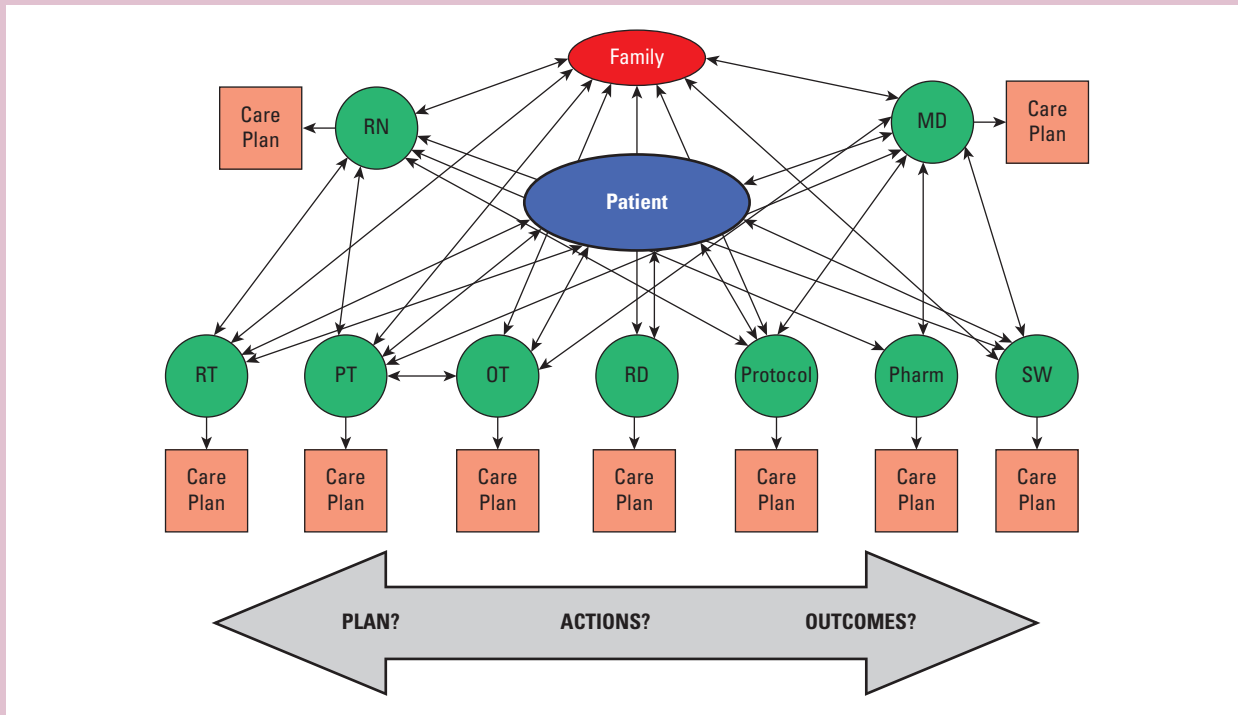 Family
Care
Plan
RN
MD
Care
Plan
Patient
RT
PT
OT
RD
Protocol
Pharm
SW
Care
Plan
Care
Plan
Care
Plan
Care
Plan
Care
Plan
Care
Plan
Care
Plan
PLAN?
ACTIONS?
OUTCOMES?